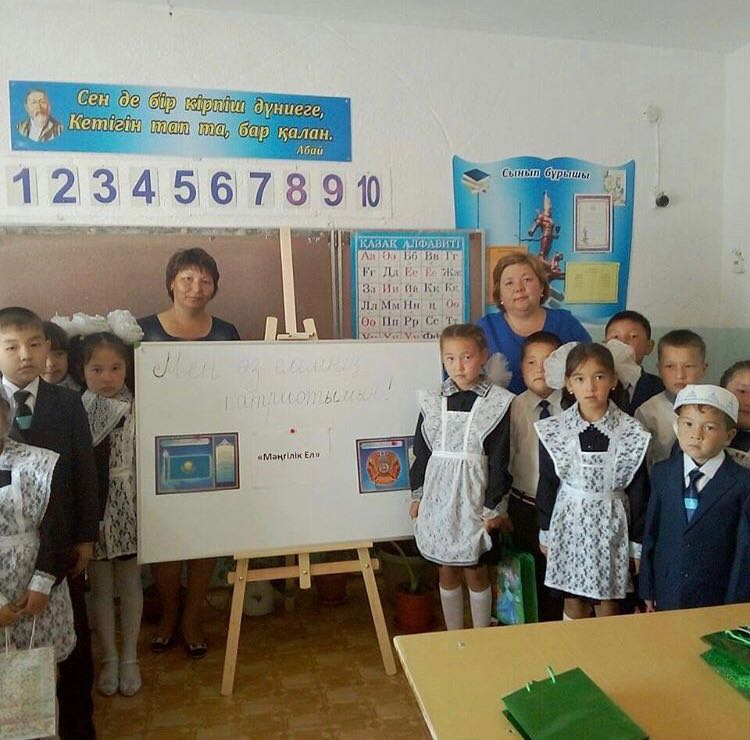 Сен де бір кірпіш дүниеге,
Кетігін тап та, бар қалан.
Абай
1 2 3 4 5 6 7 8 9 10
Сынып бұрышы
ҚАЗАҚ АЛФАВИТІ
Аа Әә Бб Вв Гг
Ғғ Дд Ее Ёё Жж
Зз Ии Йй Кк Ққ
Лл Мм Нн ң Оо
Өө Пп Рр Сс Тт
Мен өз елімнің
патриотымын!
«Мәңгілік Ел»